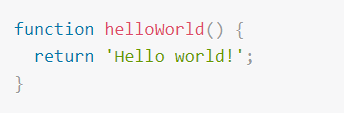 function helloWorld() {
  return 'Hello world!';
}